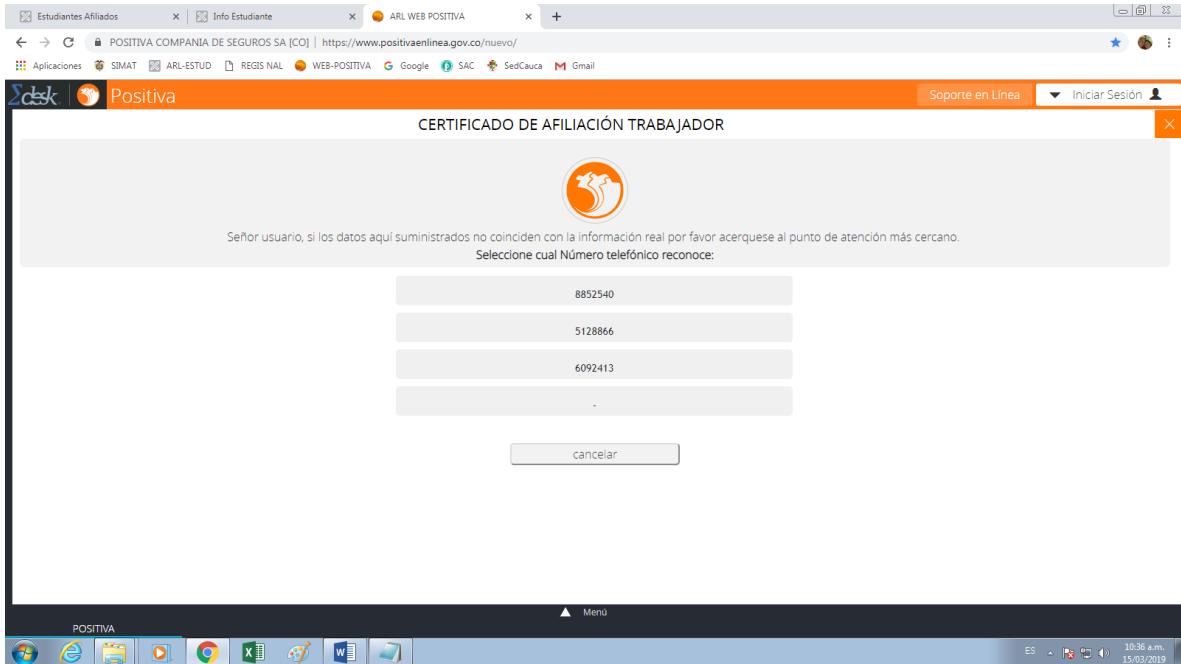 Estudiantes Afiliados
Info Estudiante
ARL WEB POSITIVA
POSITIVA COMPANIA DE SEGUROS SA [CO] | https://www.positivaenlinea.gov.co/nuevo/
Aplicaciones SIMAT ARL-ESTUD REGIS NAL WEB-POSITIVA Google SAC SedCauca Gmail
Σdesk Positiva Soporte en Línea Iniciar Sesión
CERTIFICADO DE AFILIACIÓN TRABAJADOR
Señor usuario, si los datos aquí suministrados no coinciden con la información real por favor acerquese al punto de atención más cercano.
Seleccione cual Número telefónico reconoce:
8852540
5128866
6092413
-
cancelar
Menú
POSITIVA
ES 10:36 a.m.
15/03/2019